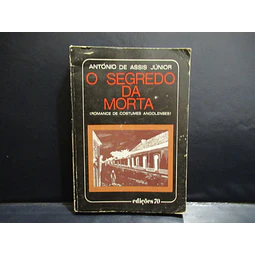 ANTÓNIO DE ASSIS JÚNIOR
O SEGREDO
DA
MORTA
(ROMANCE DE COSTUMES ANGOLENSES)
edições 70